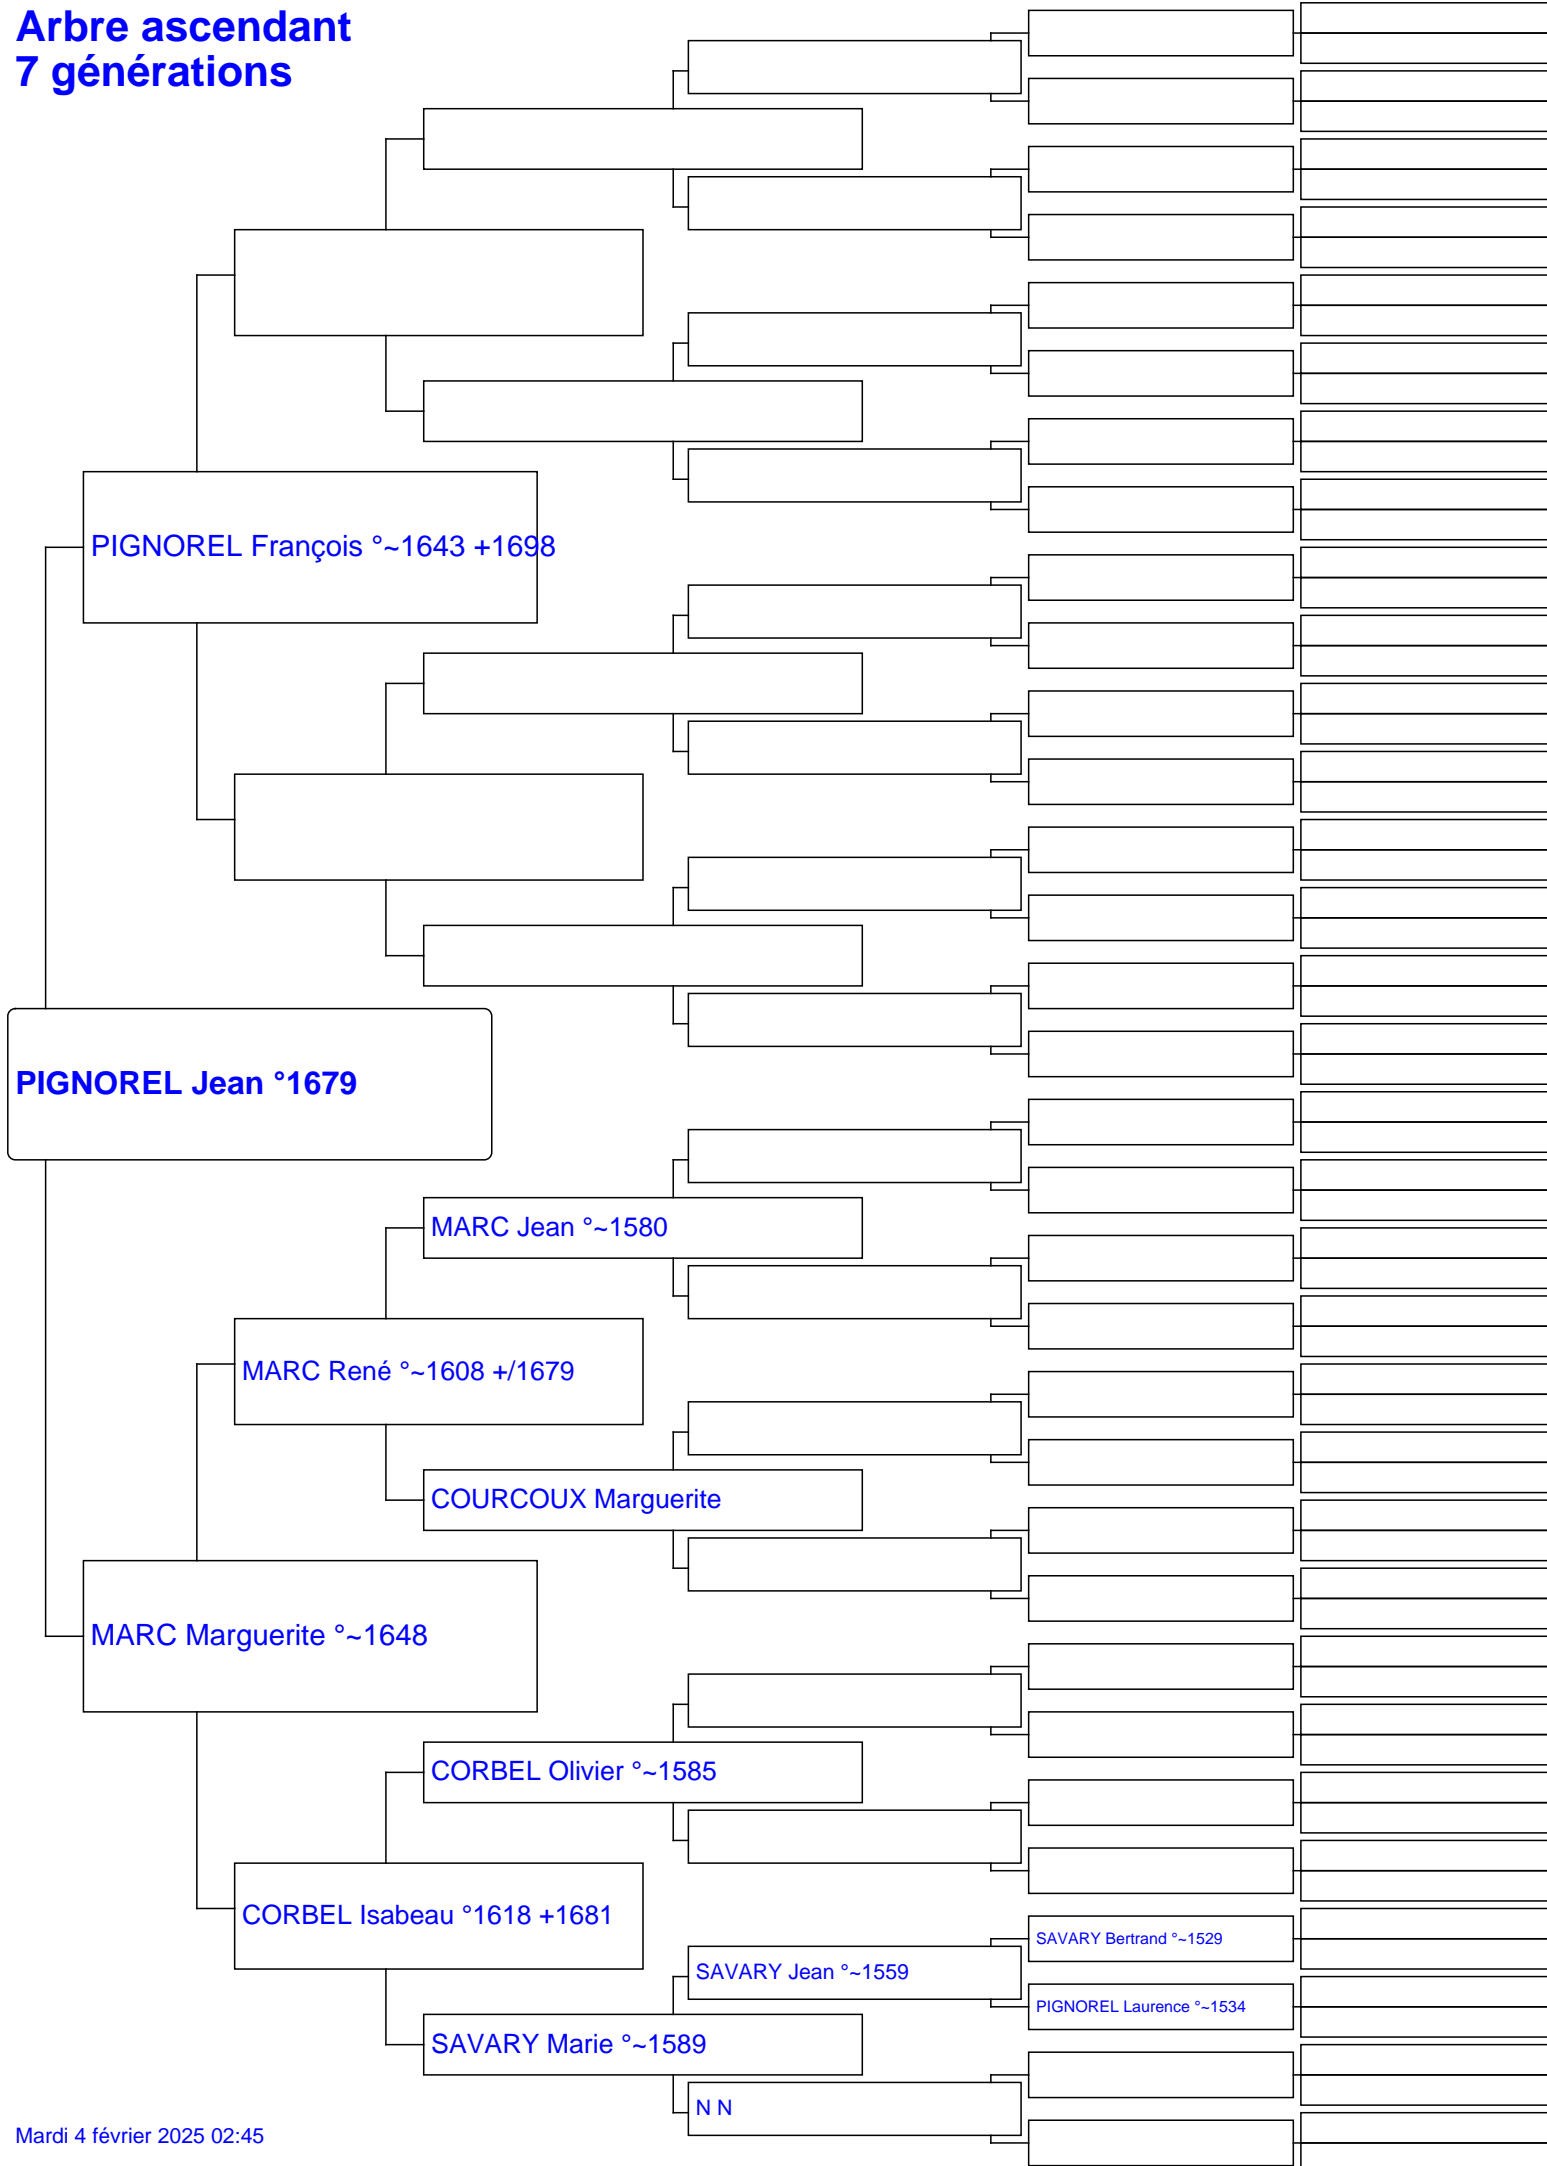 Arbre ascendant
7 générations
PIGNOREL François °~1643 +1698
PIGNOREL Jean °1679
MARC Jean °~1580
MARC René °~1608 +/1679
COURCOUX Marguerite
MARC Marguerite °~1648
CORBEL Olivier °~1585
CORBEL Isabeau °1618 +1681
SAVARY Bertrand °~1529
SAVARY Jean °~1559
PIGNOREL Laurence °~1534
SAVARY Marie °~1589
N N
Mardi 4 février 2025 02:45